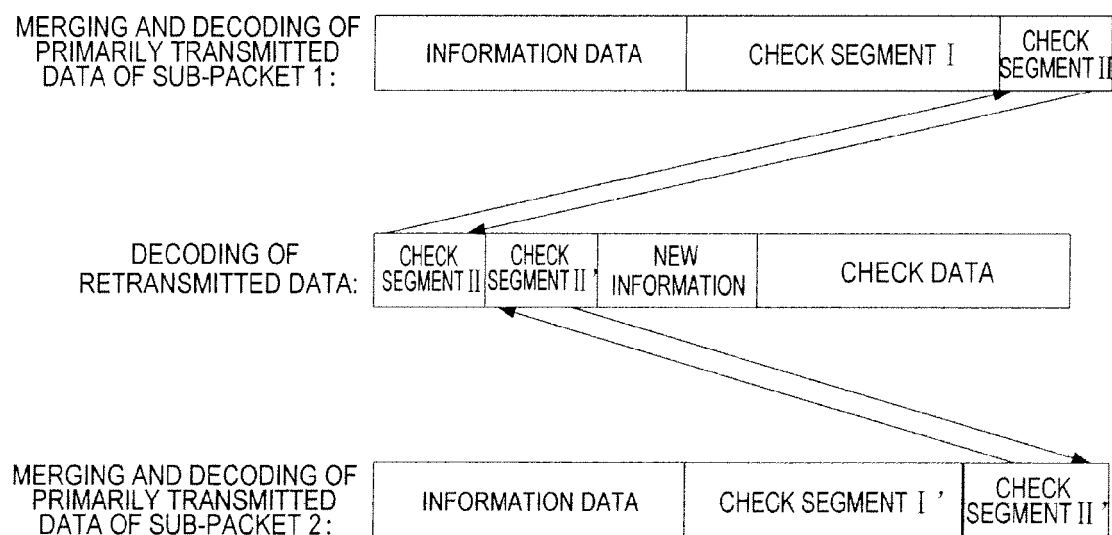 MERGING AND DECODING OF
PRIMARILY TRANSMITTED
DATA OF SUB-PACKET 1:
INFORMATION DATA
CHECK SEGMENT Ⅰ
CHECK
SEGMENT Ⅱ
DECODING OF
RETRANSMITTED DATA:
CHECK
SEGMENT Ⅱ
CHECK
SEGMENT Ⅱ'
NEW
INFORMATION
CHECK DATA
MERGING AND DECODING OF
PRIMARILY TRANSMITTED
DATA OF SUB-PACKET 2:
INFORMATION DATA
CHECK SEGMENT Ⅰ'
CHECK
SEGMENT Ⅱ'